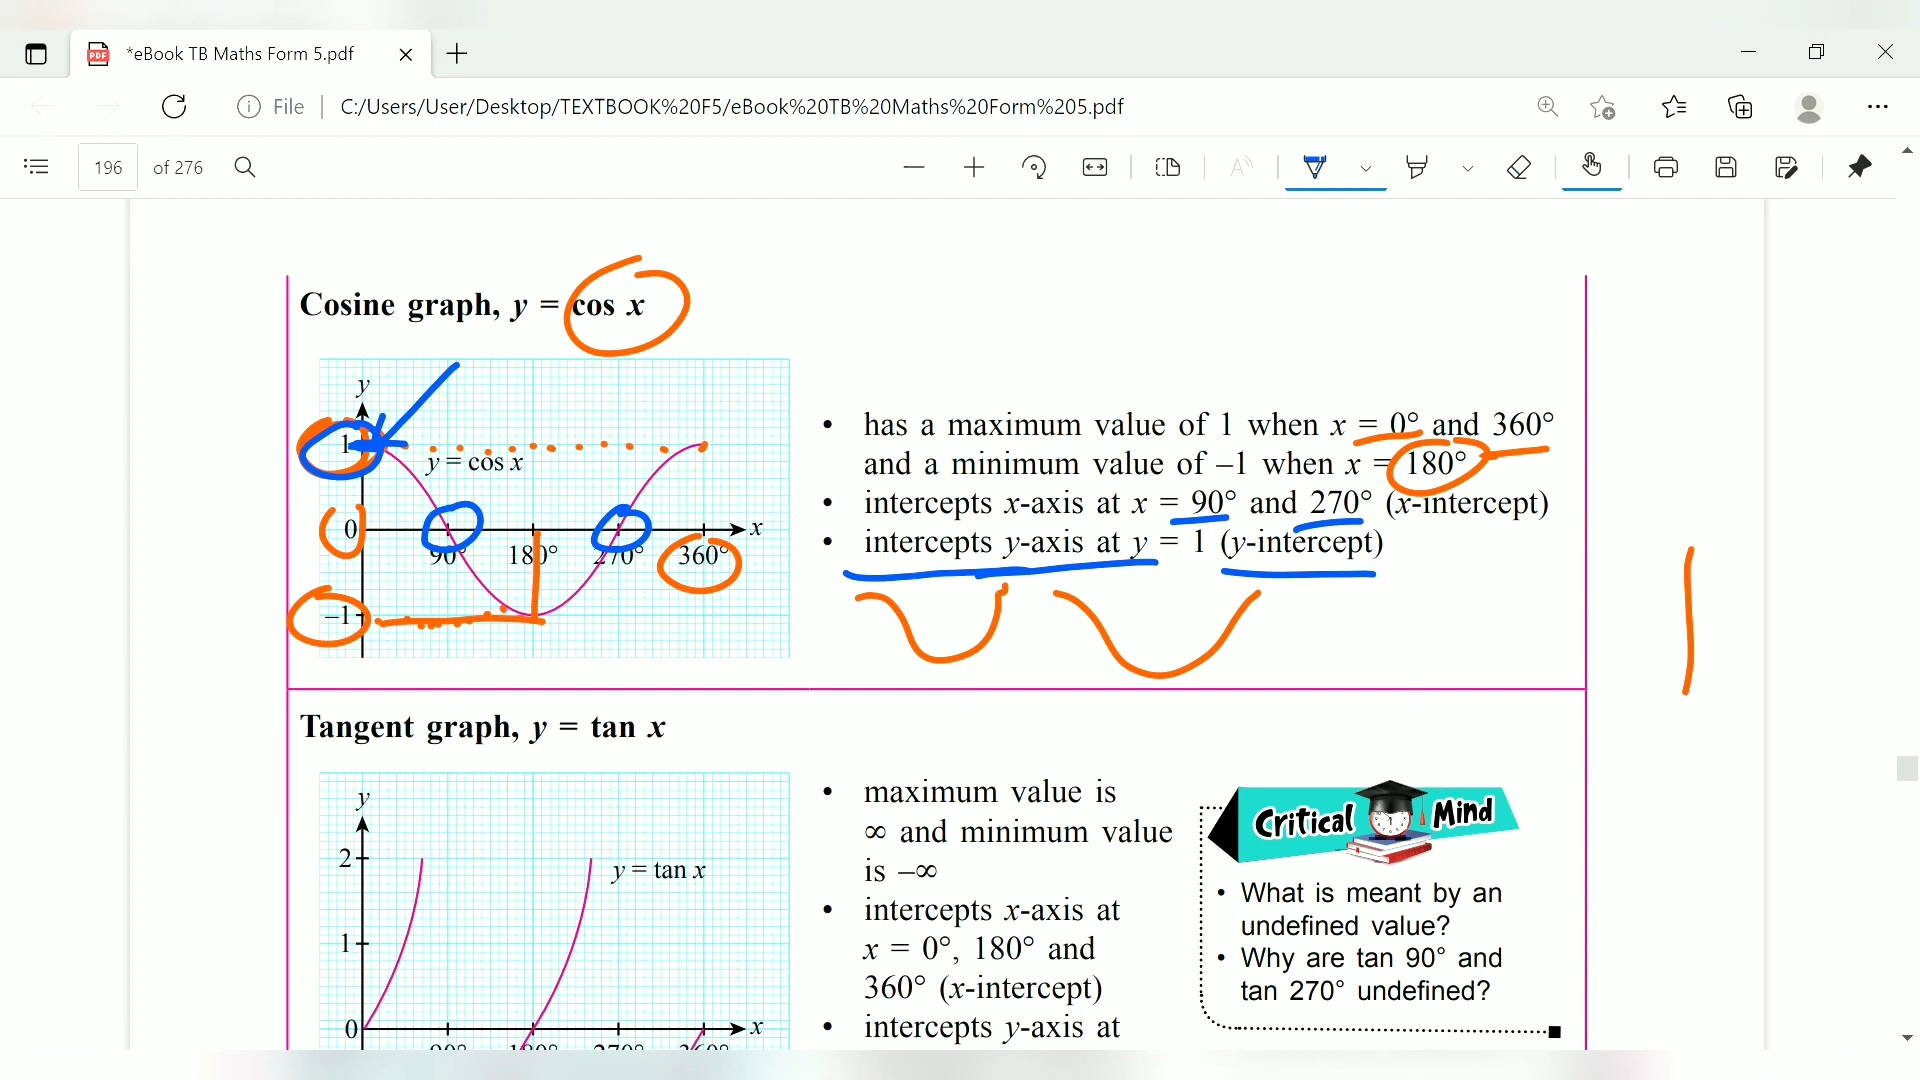 *eBook TB Maths Form 5.pdf
File
C:/Users/User/Desktop/TEXTBOOK%20F5/eBook%20TB%20Maths%20Form%205.pdf
196 of 276
Cosine graph, y = cos x
y
1
y = cos x
0
90° 180° 270° 360°
x
–1
• has a maximum value of 1 when x = 0° and 360°
and a minimum value of –1 when x = 180°
• intercepts x-axis at x = 90° and 270° (x-intercept)
• intercepts y-axis at y = 1 (y-intercept)
Tangent graph, y = tan x
y
2
y = tan x
1
0
x
90° 180° 270° 360°
• maximum value is
∞ and minimum value
is –∞
• intercepts x-axis at
x = 0°, 180° and
360° (x-intercept)
• intercepts y-axis at
Critical Mind
• What is meant by an
undefined value?
• Why are tan 90° and
tan 270° undefined?